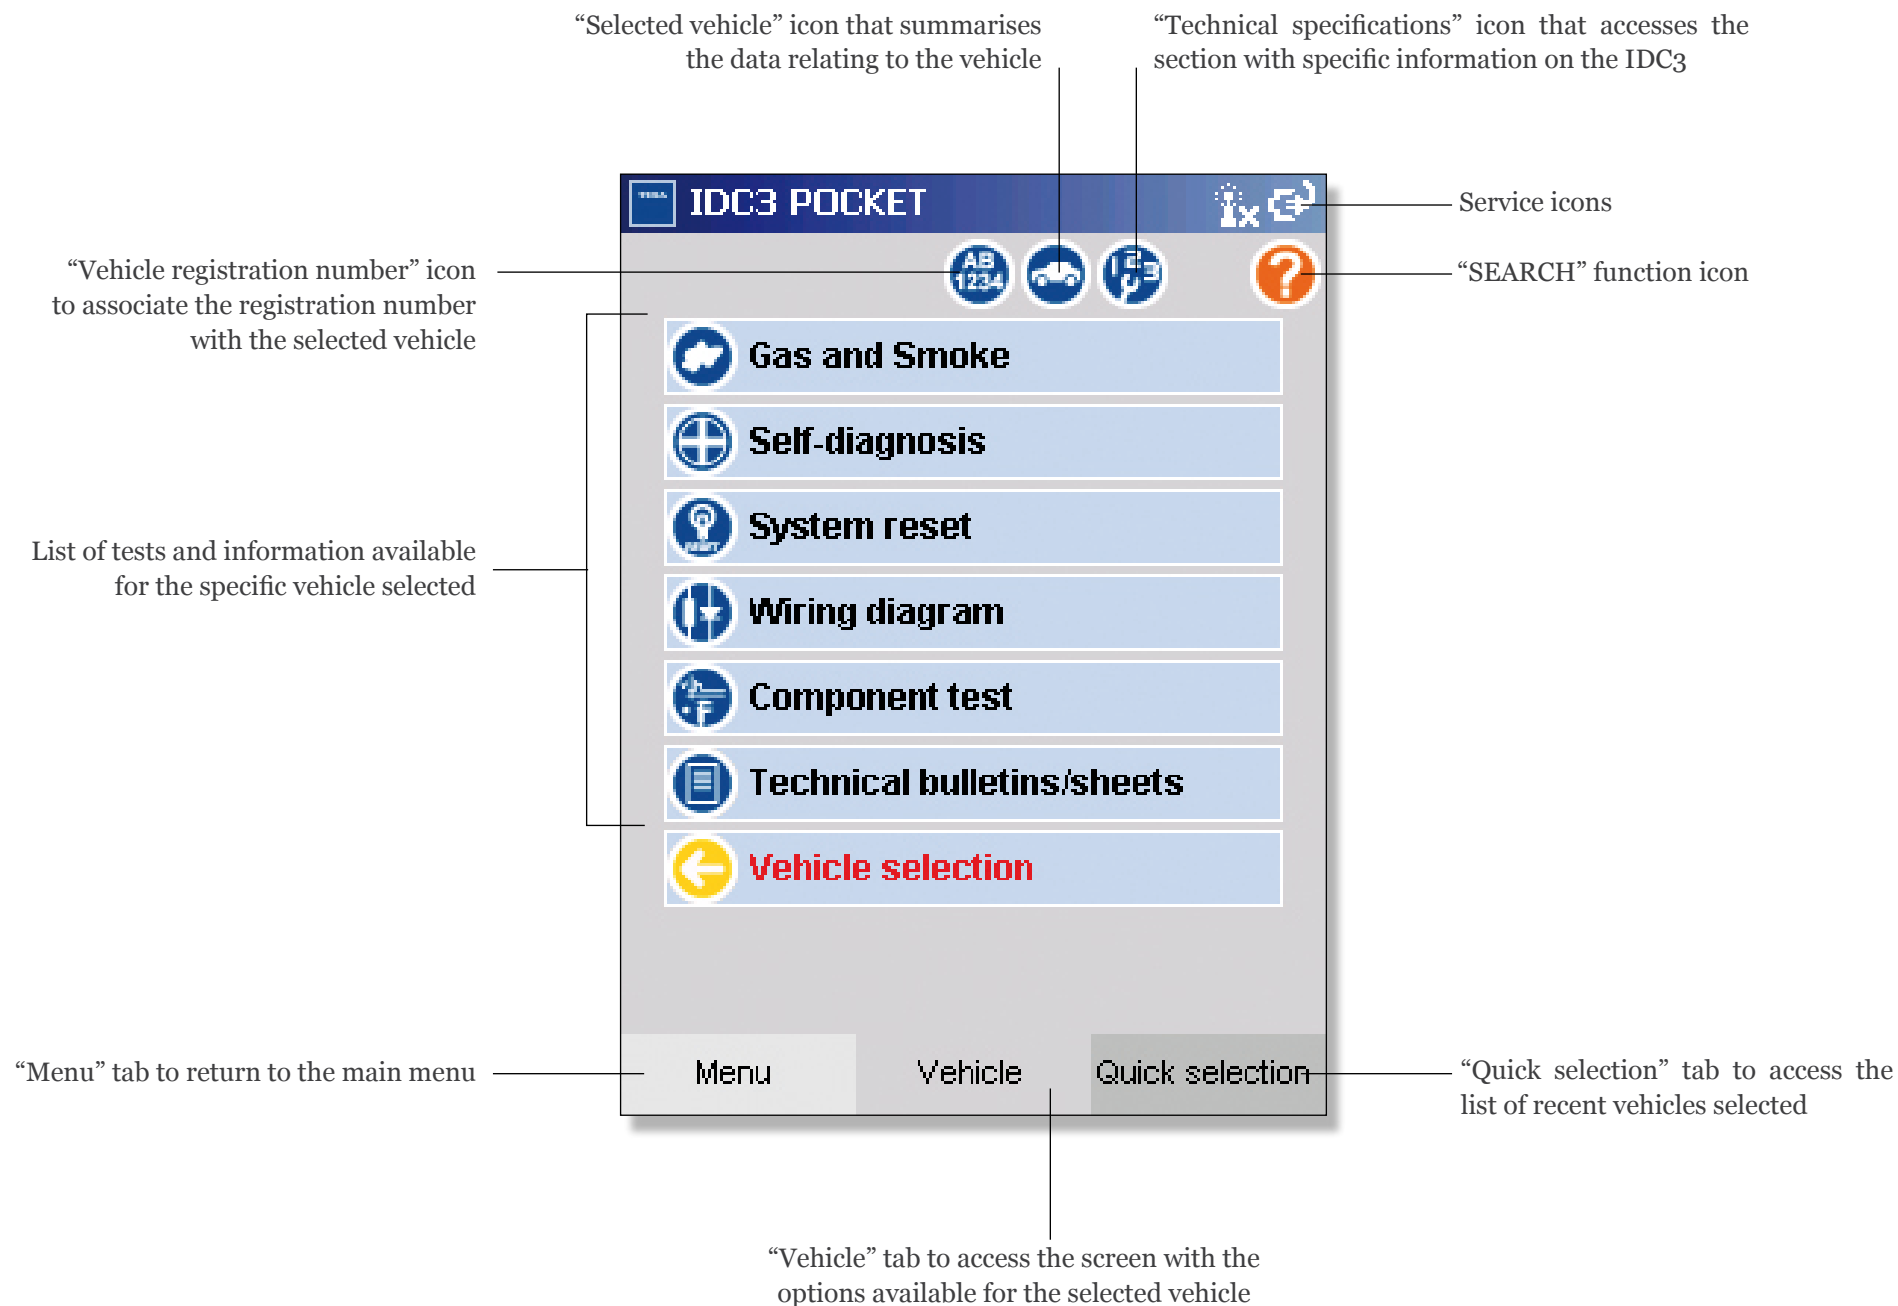 “Selected vehicle” icon that summarises
the data relating to the vehicle
“Technical specifications” icon that accesses the
section with specific information on the IDC3
TEXA
IDC3 POCKET
Service icons
“Vehicle registration number” icon
to associate the registration number
with the selected vehicle
AB
1234
“SEARCH” function icon
Gas and Smoke
Self-diagnosis
System reset
Wiring diagram
Component test
Technical bulletins/sheets
Vehicle selection
List of tests and information available
for the specific vehicle selected
“Menu” tab to return to the main menu
Menu
Vehicle
Quick selection
“Quick selection” tab to access the
list of recent vehicles selected
“Vehicle” tab to access the screen with the
options available for the selected vehicle